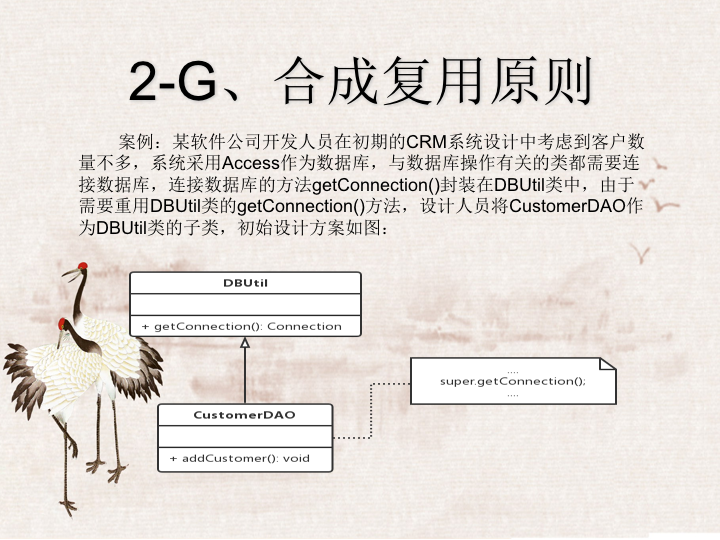 2-G、合成复用原则
案例：某软件公司开发人员在初期的CRM系统设计中考虑到客户数
量不多，系统采用Access作为数据库，与数据库操作有关的类都需要连
接数据库，连接数据库的方法getConnection()封装在DBUtil类中，由于
需要重用DBUtil类的getConnection()方法，设计人员将CustomerDAO作
为DBUtil类的子类，初始设计方案如图：
DBUtil
+ getConnection(): Connection
....
super.getConnection();
....
CustomerDAO
+ addCustomer(): void